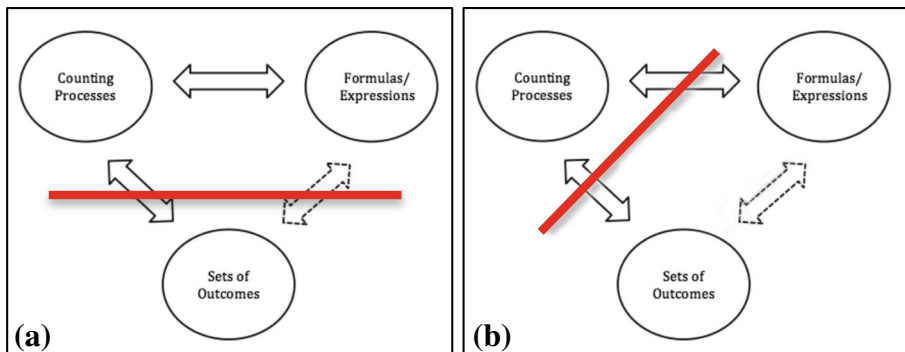 Counting
Processes
Formulas/
Expressions
Sets of
Outcomes
(a)
Counting
Processes
Formulas/
Expressions
Sets of
Outcomes
(b)